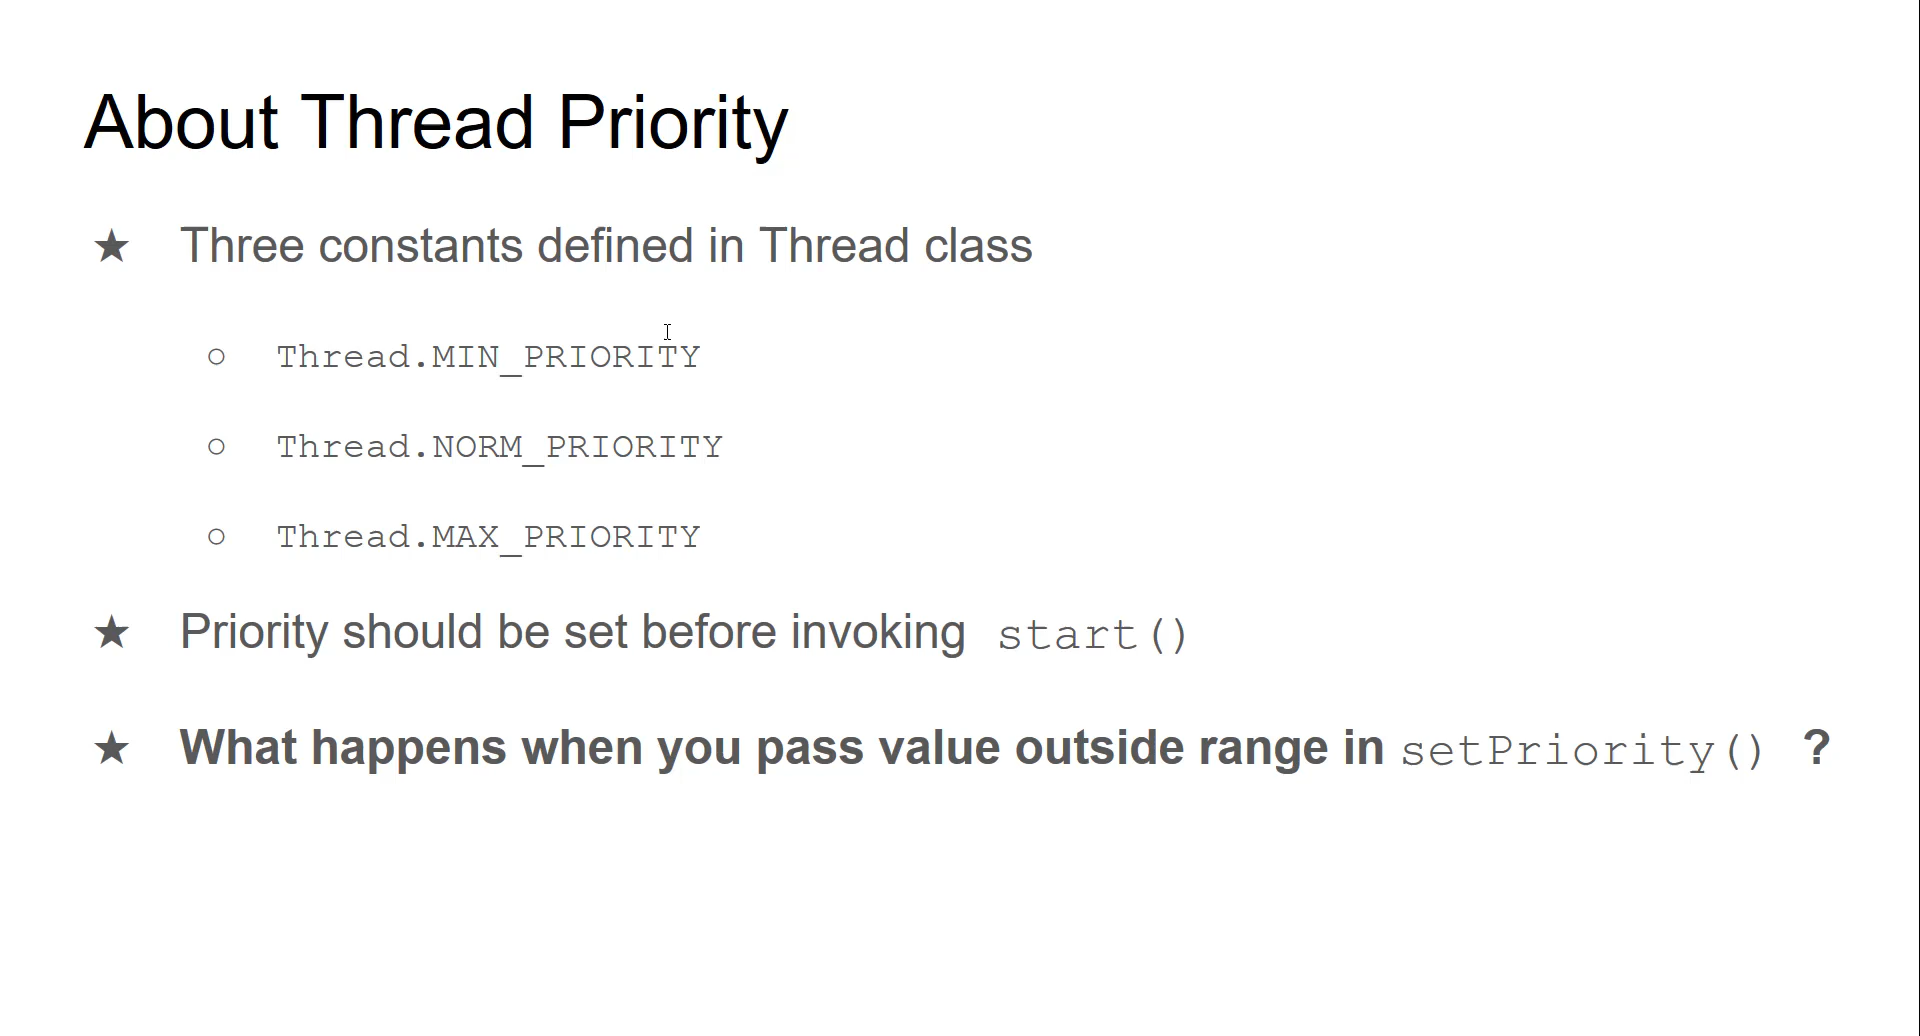 About Thread Priority
★ Three constants defined in Thread class
○ Thread.MIN_PRIORITY
○ Thread.NORM_PRIORITY
○ Thread.MAX_PRIORITY
★ Priority should be set before invoking start()
★ What happens when you pass value outside range in setPriority() ?